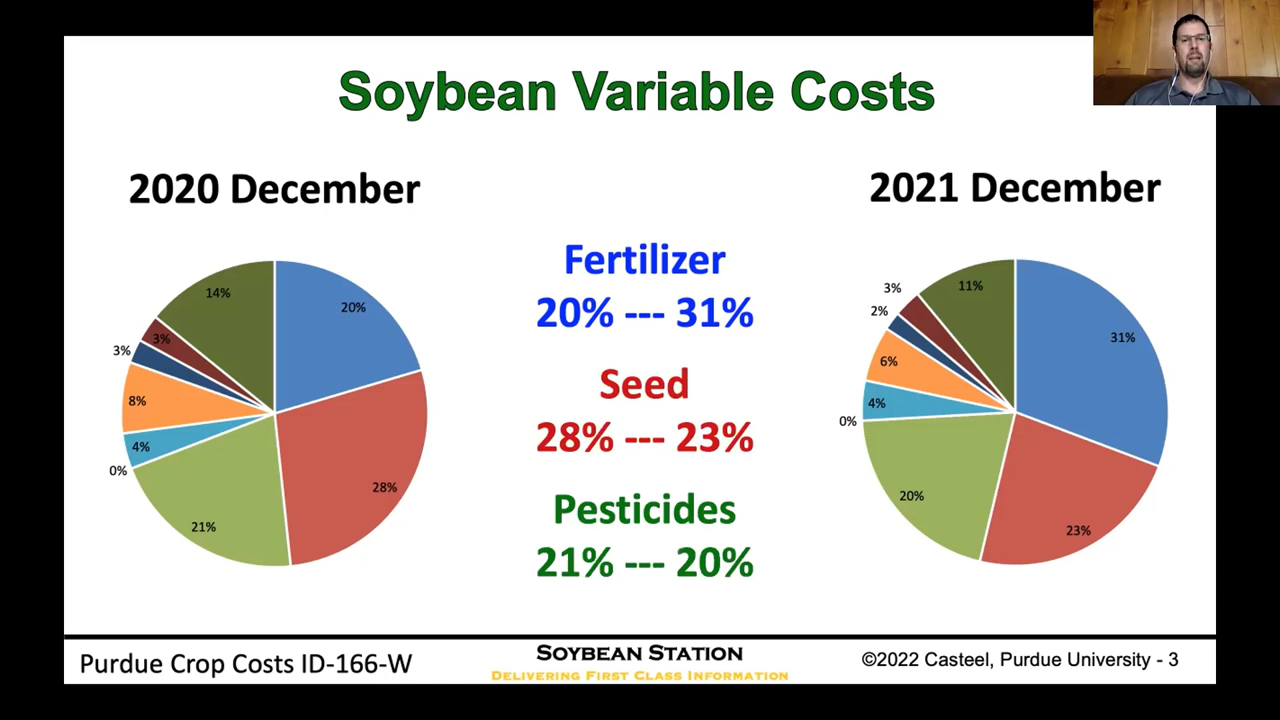 Soybean Variable Costs
2020 December
2021 December
Fertilizer
20% --- 31%
Seed
28% --- 23%
Pesticides
21% --- 20%
20%
28%
21%
0%
4%
8%
3%
3%
14%
31%
23%
20%
0%
4%
6%
2%
3%
11%
Purdue Crop Costs ID-166-W
SOYBEAN STATION
DELIVERING FIRST CLASS INFORMATION
©2022 Casteel, Purdue University - 3